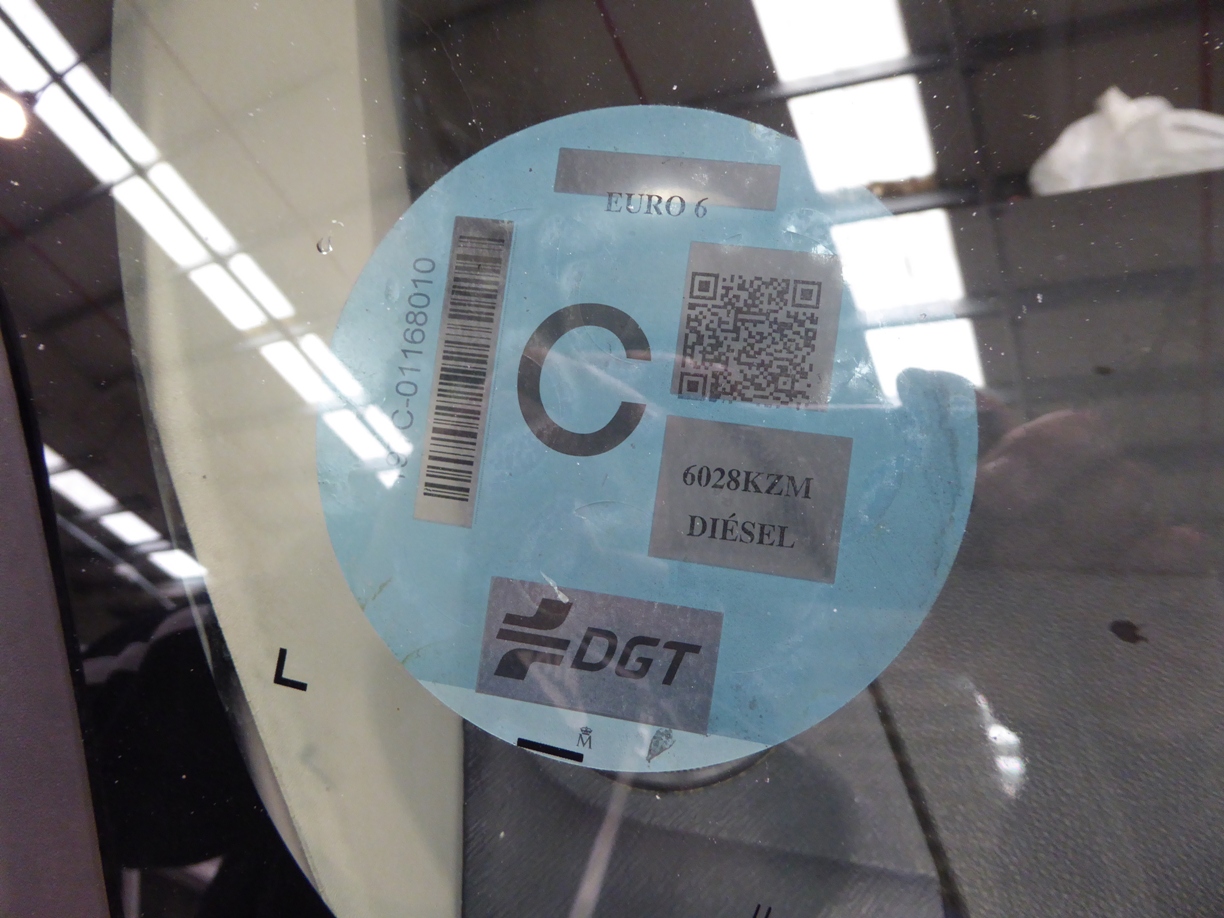 EURO 6
C-01168010
C
6028KZM
DIÉSEL
DGT
M
L